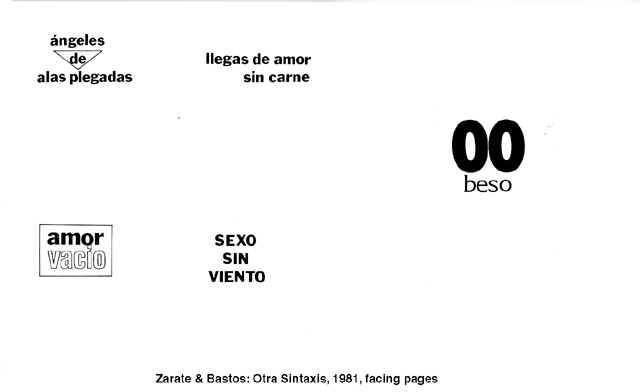 ángeles
de
alas plegadas
llegas de amor
sin carne
00
beso
amor
vacío
SEXO
SIN
VIENTO
Zarate & Bastos: Otra Sintaxis, 1981, facing pages